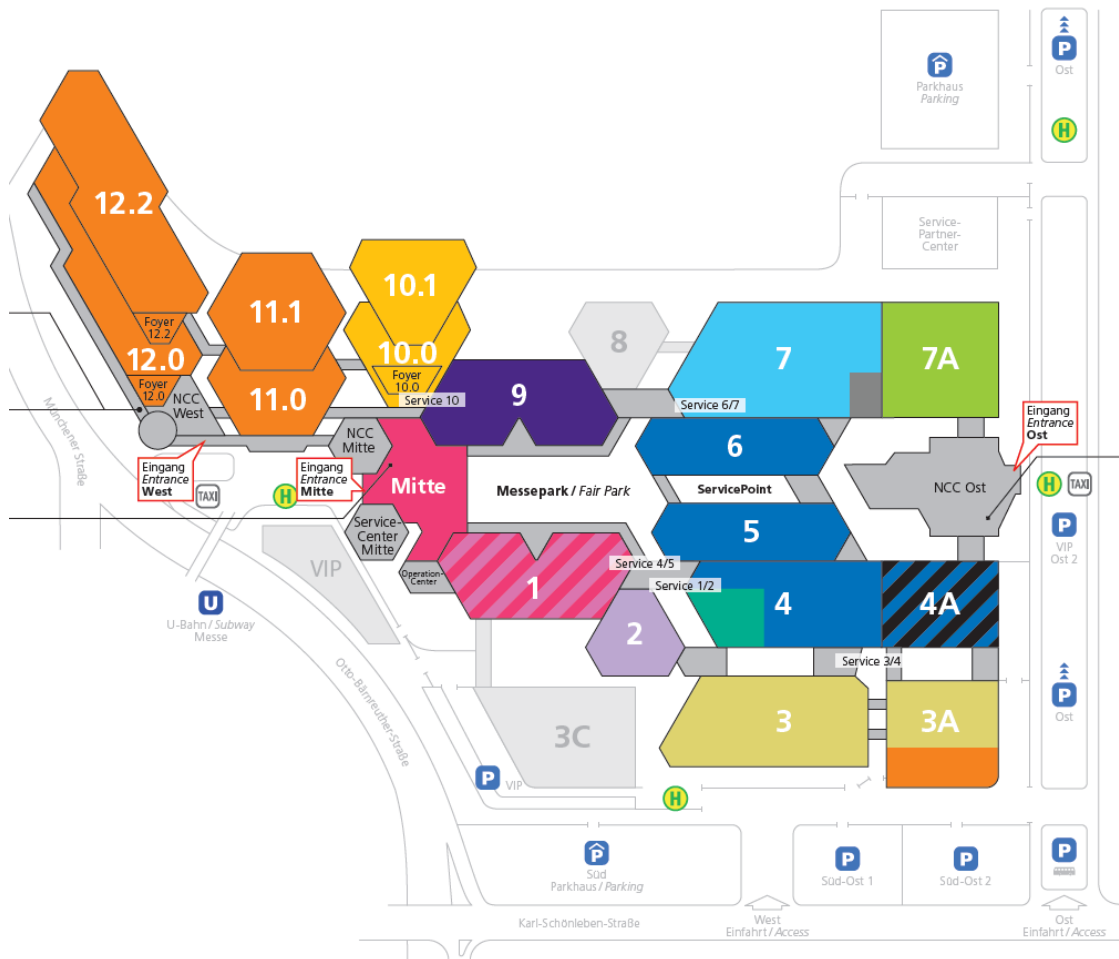 P
Ost
P
Parkhaus
Parking
H
12.2
Service-
Partner-
Center
10.1
11.1
Foyer
12.2
8
7
7A
12.0
10.0
Foyer
12.0
Foyer
10.0
NCC
West
11.0
Service 10
9
Service 6/7
Eingang
Entrance
Ost
Münchener Straße
NCC
Mitte
6
Eingang
Entrance
West
TAXI
H
Eingang
Entrance
Mitte
Mitte
Messepark / Fair Park
ServicePoint
NCC Ost
H
TAXI
Service-
Center
Mitte
5
P
VIP
Ost 2
VIP
Operation-
Center
Service 4/5
Service 1/2
1
4
4A
U
U-Bahn / Subway
Messe
2
Service 3/4
Otto-Bärnreuther-Straße
3C
3
3A
P
Ost
P
VIP
H
P
Süd
Parkhaus / Parking
P
Süd-Ost 1
P
Süd-Ost 2
P
Karl-Schönleben-Straße
West
Einfahrt / Access
Ost
Einfahrt / Access